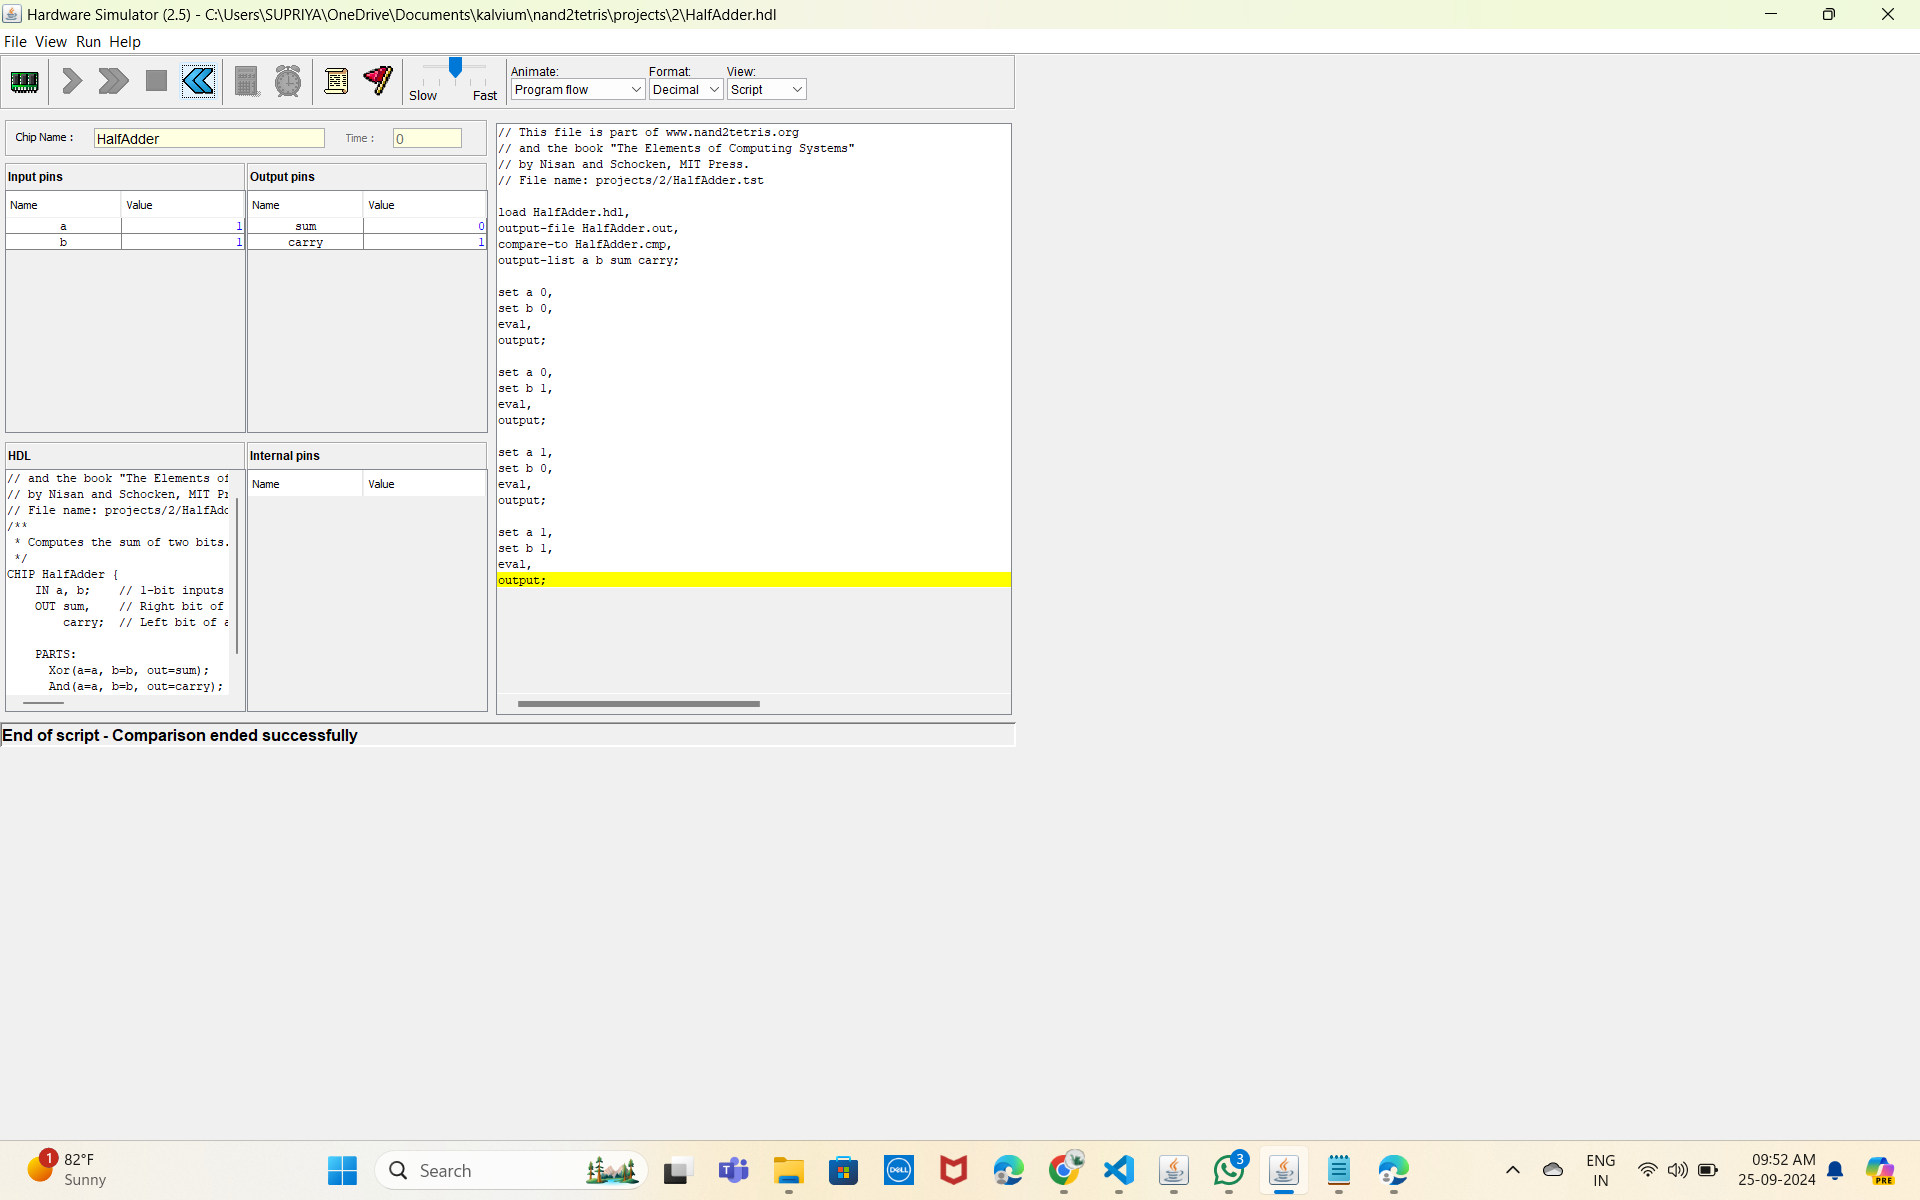 Hardware Simulator (2.5) - C:\Users\SUPRIYA\OneDrive\Documents\kalvium\nand2tetris\projects\2\HalfAdder.hdl
File View Run Help
Slow Fast
Animate: Format: View:
Program flow Decimal Script
Chip Name : HalfAdder Time : 0
Input pins
Name Value
a 1
b 1
Output pins
Name Value
sum 0
carry 1
HDL
// and the book "The Elements of
// by Nisan and Schocken, MIT Pr
// File name: projects/2/HalfAdd
/**
* Computes the sum of two bits.
*/
CHIP HalfAdder {
IN a, b; // 1-bit inputs
OUT sum, // Right bit of
carry; // Left bit of a
PARTS:
Xor(a=a, b=b, out=sum);
And(a=a, b=b, out=carry);
Internal pins
Name Value
// This file is part of www.nand2tetris.org
// and the book "The Elements of Computing Systems"
// by Nisan and Schocken, MIT Press.
// File name: projects/2/HalfAdder.tst
load HalfAdder.hdl,
output-file HalfAdder.out,
compare-to HalfAdder.cmp,
output-list a b sum carry;
set a 0,
set b 0,
eval,
output;
set a 0,
set b 1,
eval,
output;
set a 1,
set b 0,
eval,
output;
set a 1,
set b 1,
eval,
output;
End of script - Comparison ended successfully
1
82°F
Sunny
Search
DELL
3
ENG
IN
09:52 AM
25-09-2024
PRE